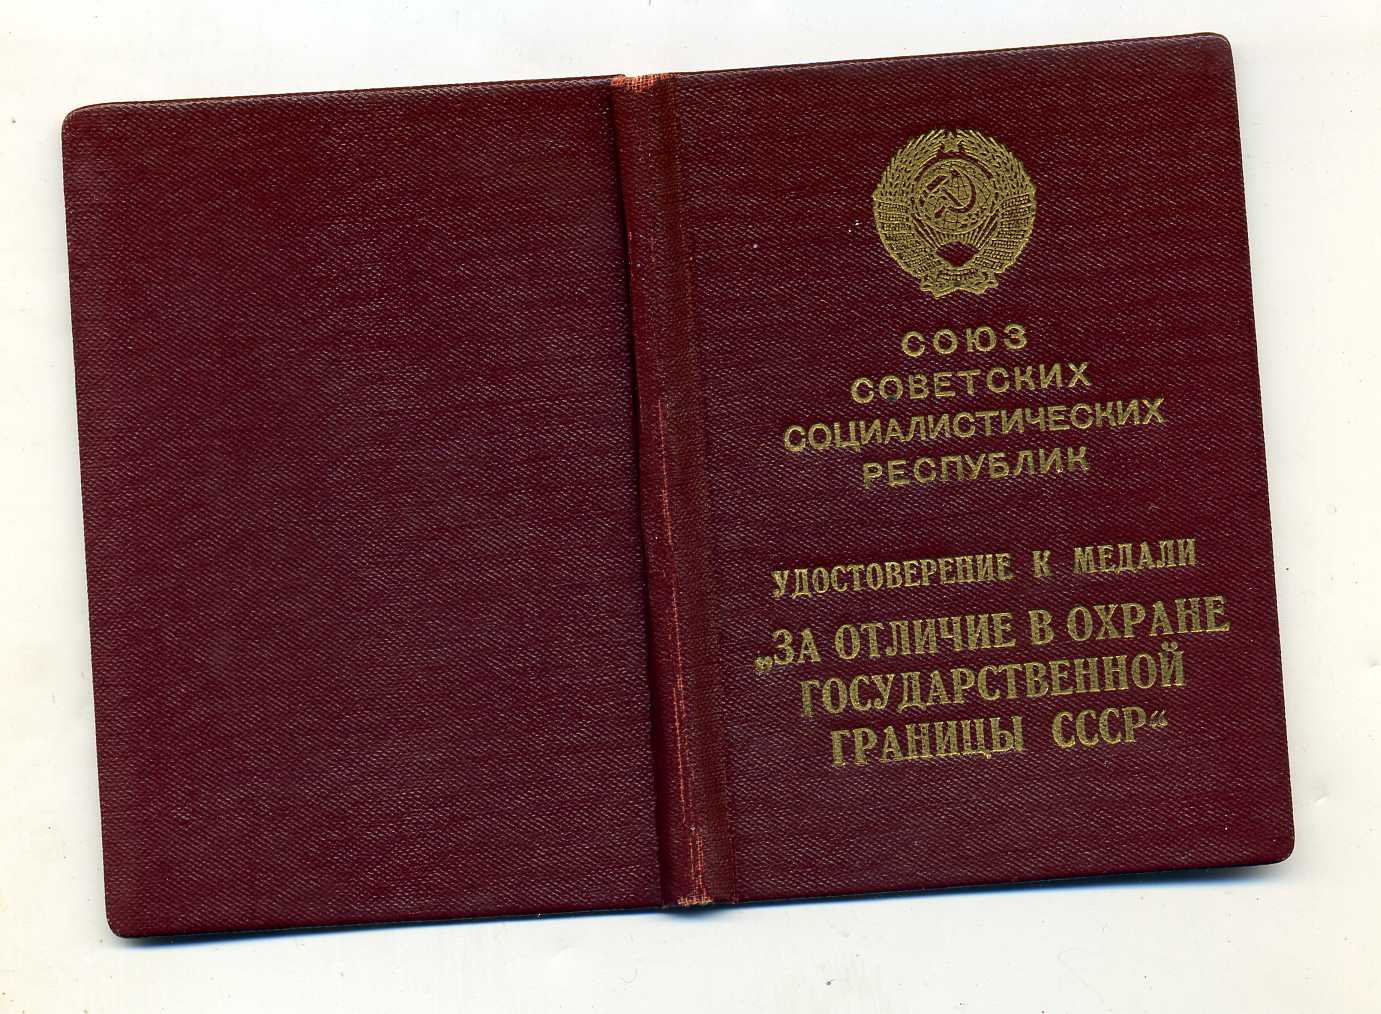 СОЮЗ
СОВЕТСКИХ
СОЦИАЛИСТИЧЕСКИХ
РЕСПУБЛИК
УДОСТОВЕРЕНИЕ К МЕДАЛИ
„ЗА ОТЛИЧИЕ В ОХРАНЕ
ГОСУДАРСТВЕННОЙ
ГРАНИЦЫ СССР“